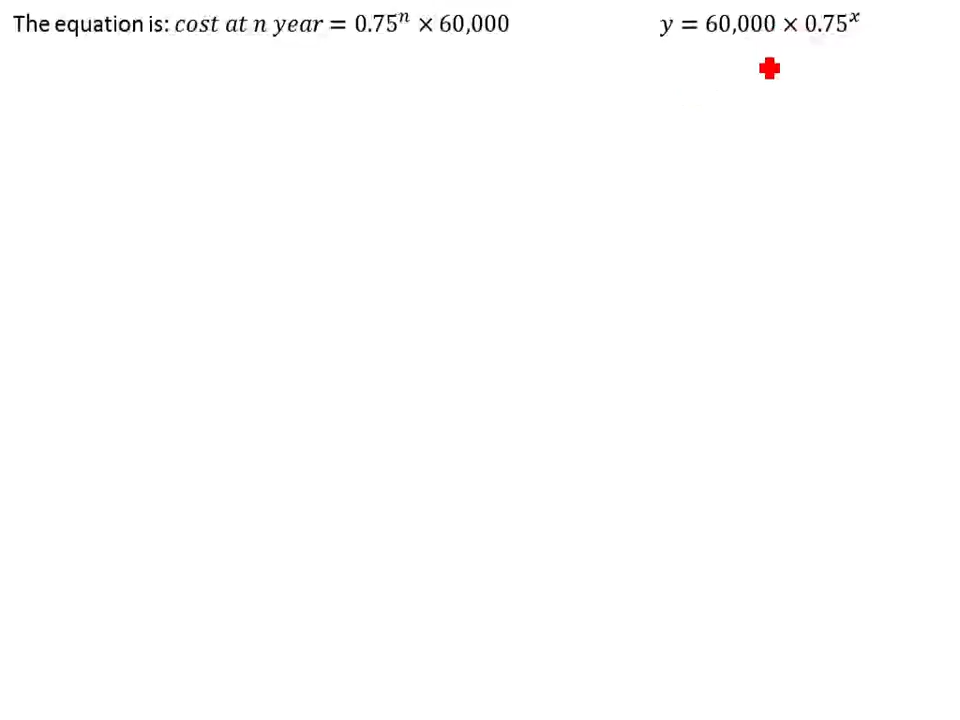 The equation is: cost at n year = 0.75ⁿ × 60,000
y = 60,000 × 0.75ˣ